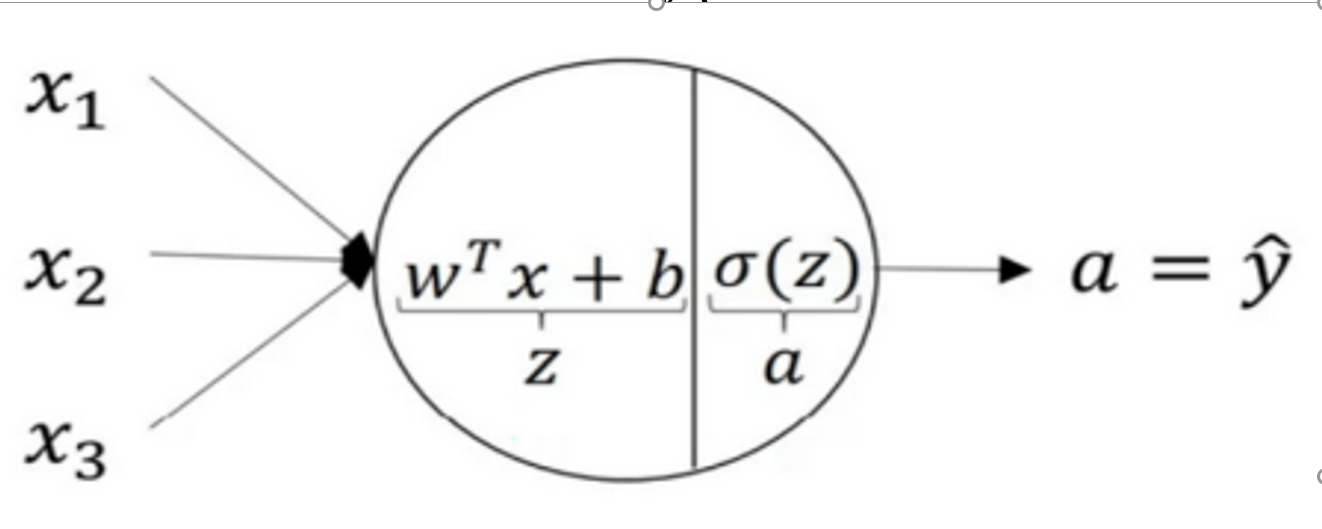 x₁
x₂
x₃
wᵀx + b
z
σ(z)
a
a = ŷ